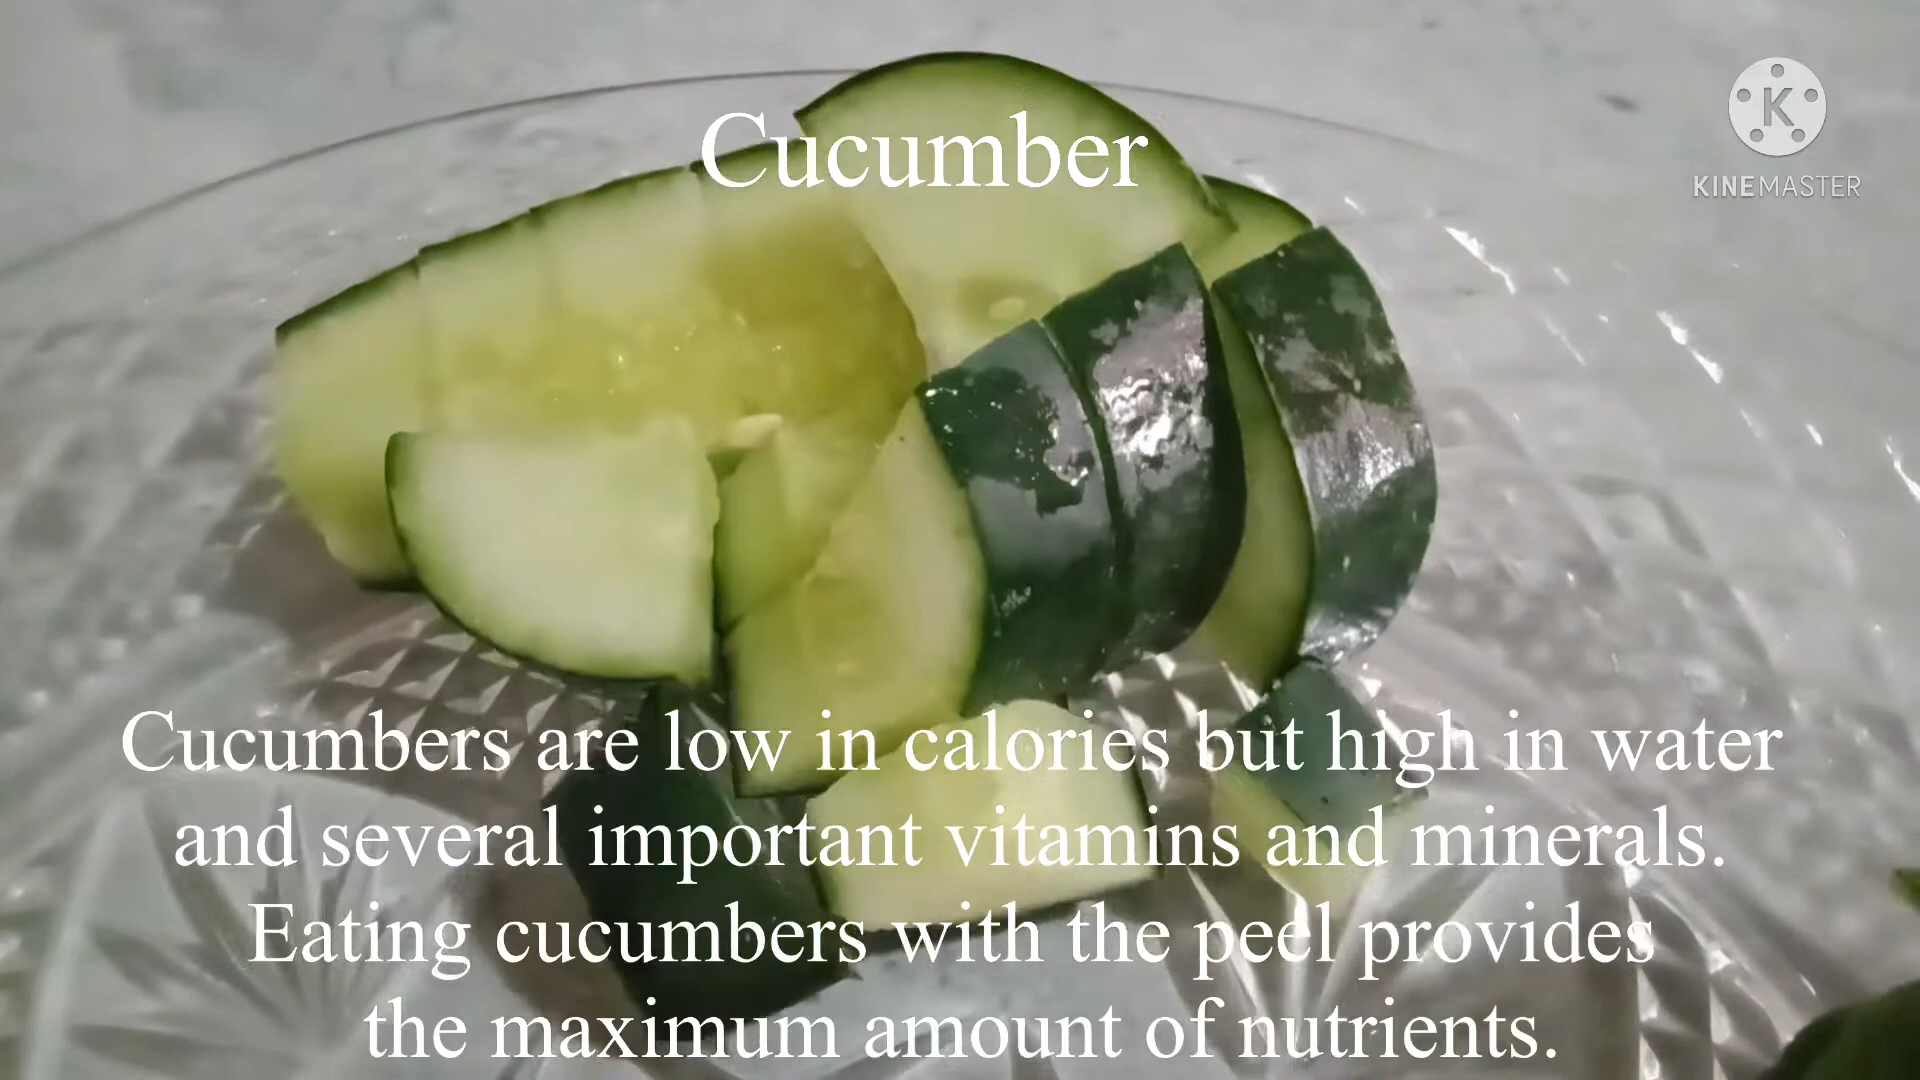 Cucumber
K
KINEMASTER
Cucumbers are low in calories but high in water
and several important vitamins and minerals.
Eating cucumbers with the peel provides
the maximum amount of nutrients.